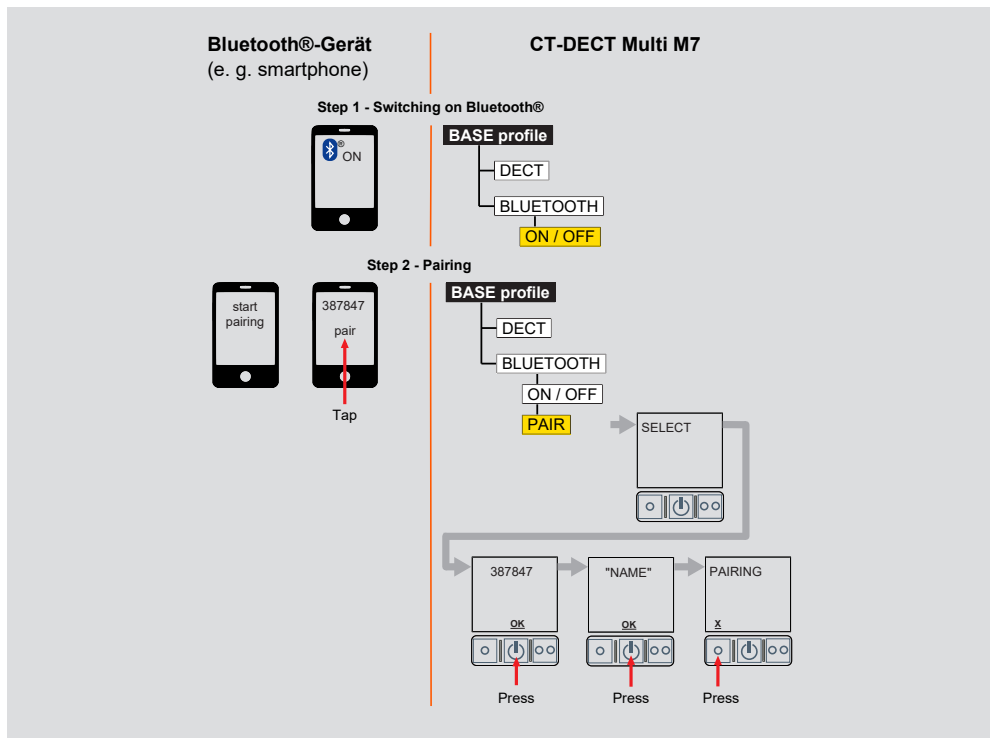 Bluetooth®-Gerät
(e. g. smartphone)
CT-DECT Multi M7
Step 1 - Switching on Bluetooth®
®
ON
BASE profile
DECT
BLUETOOTH
ON / OFF
Step 2 - Pairing
start
pairing
387847
pair
Tap
BASE profile
DECT
BLUETOOTH
ON / OFF
PAIR
SELECT
387847
OK
Press
"NAME"
OK
Press
PAIRING
X
Press